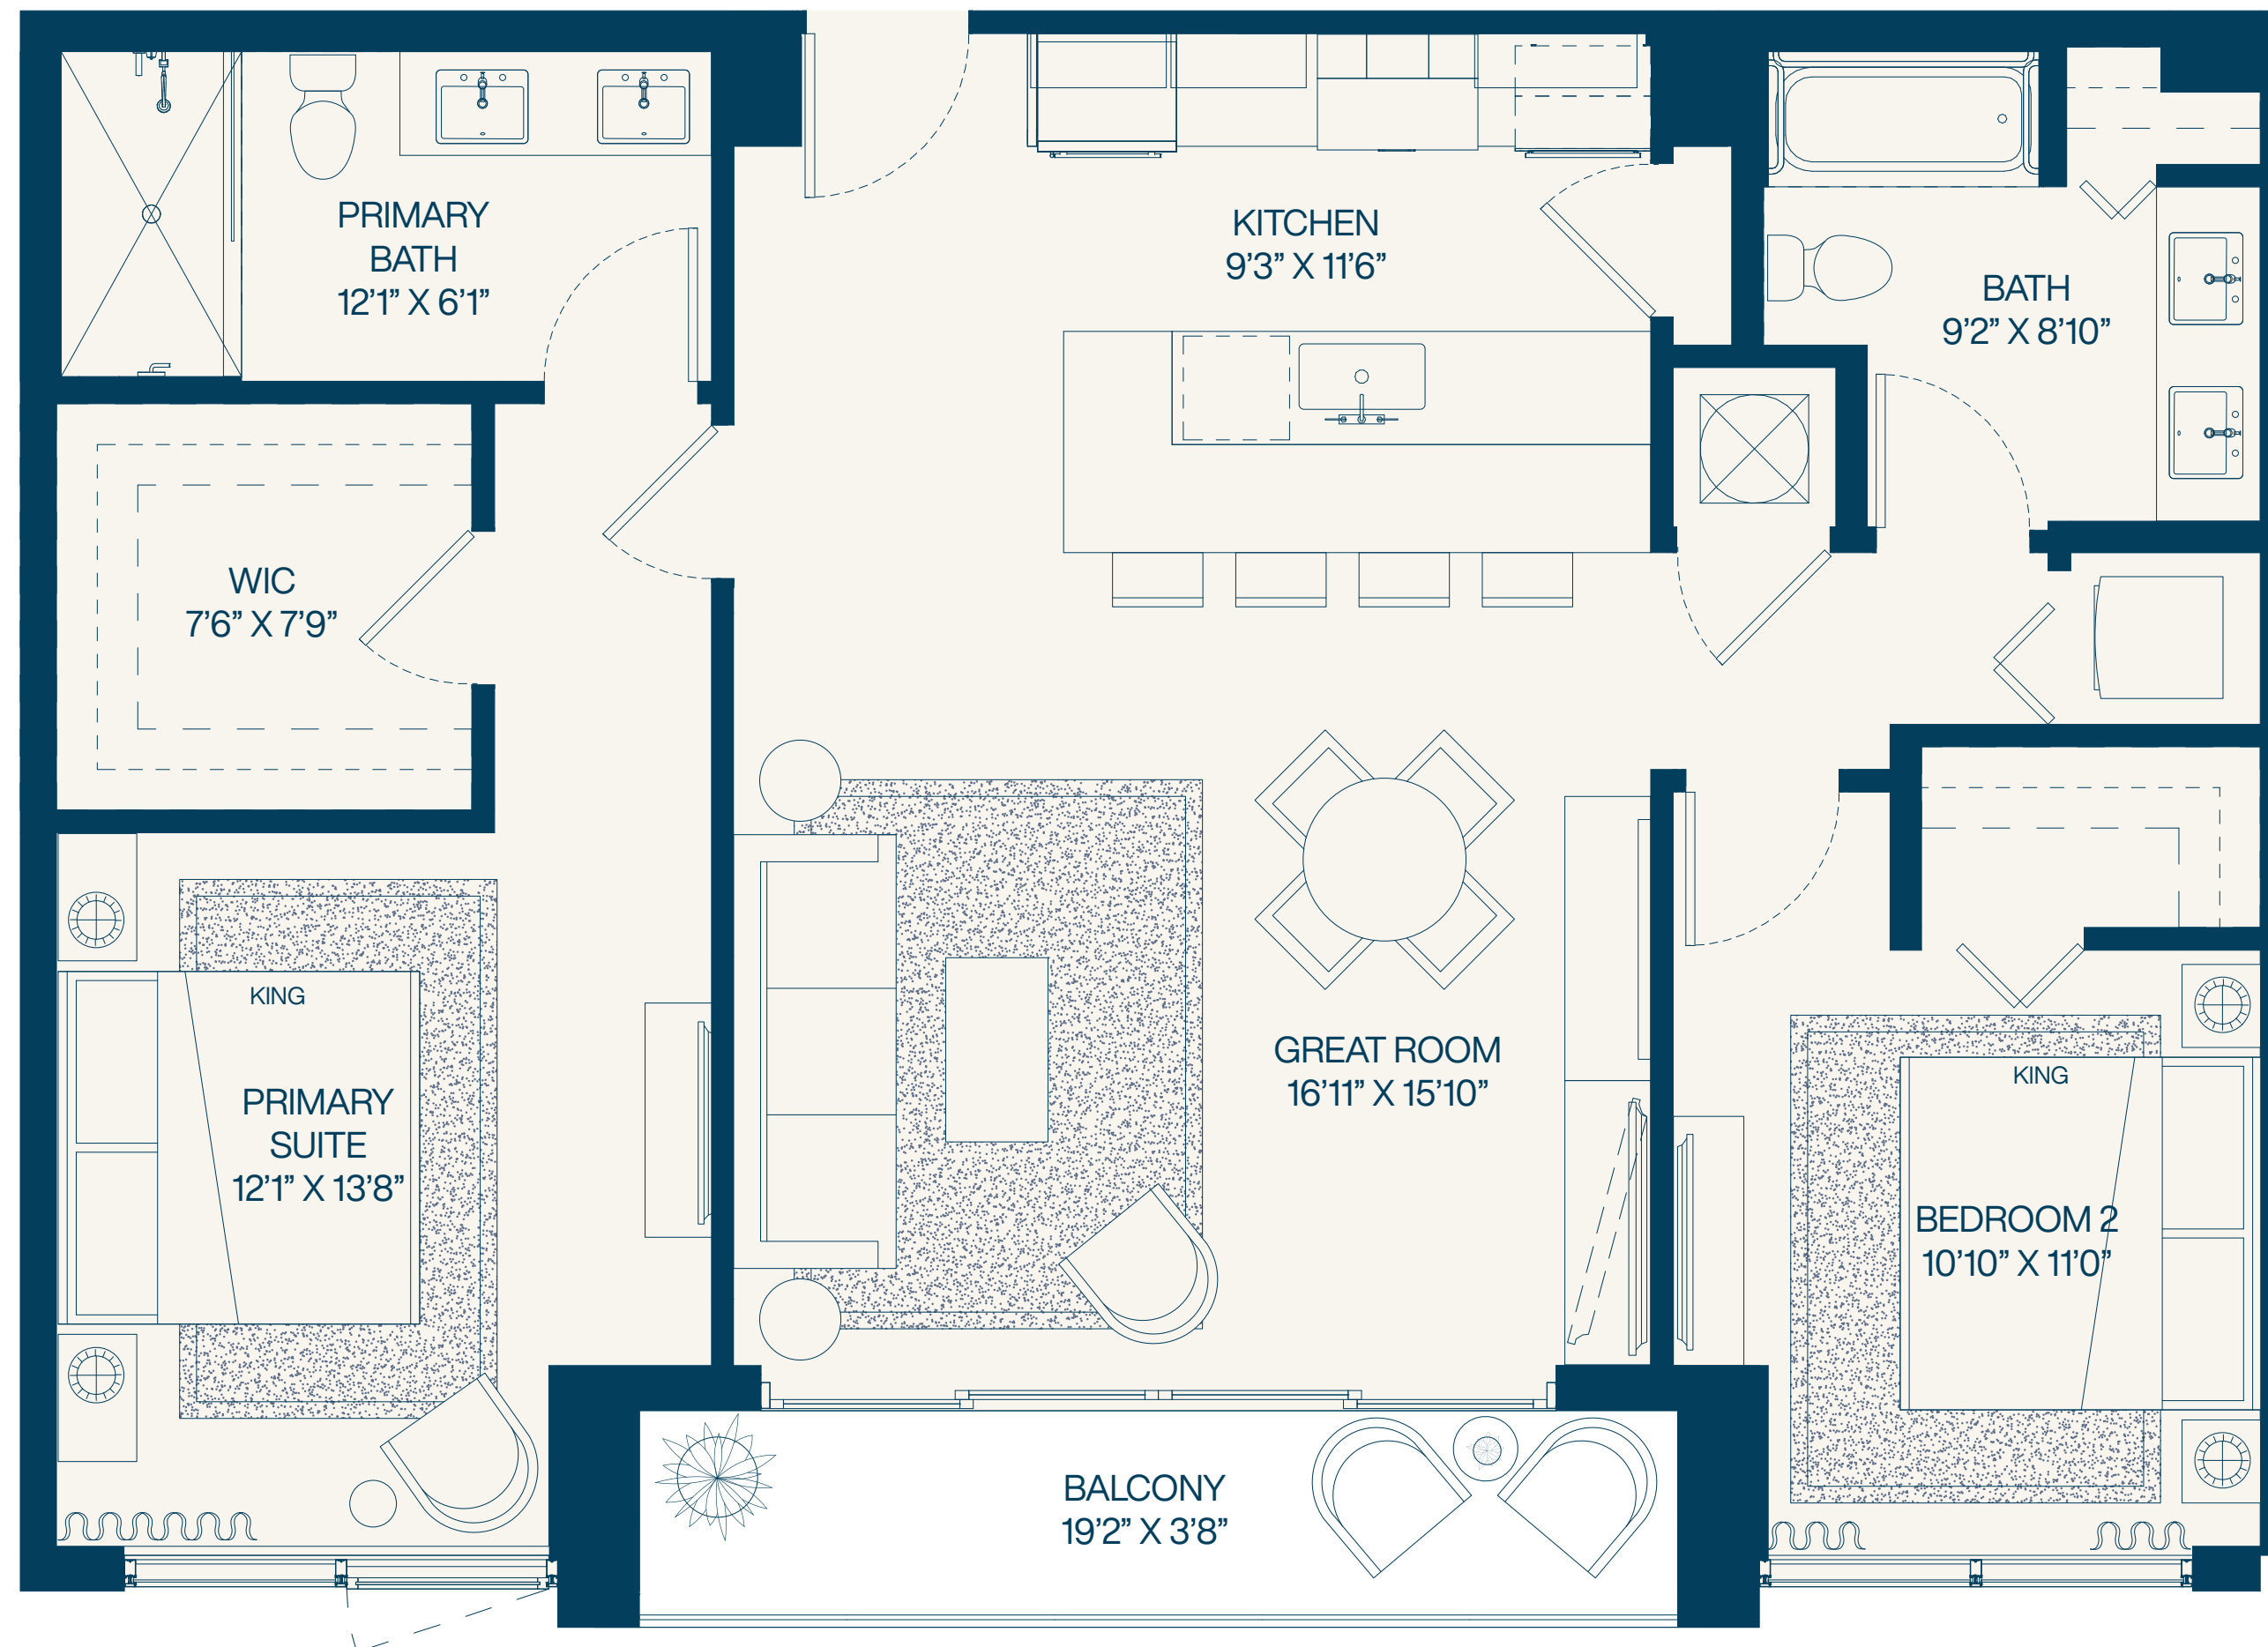 PRIMARY
BATH
12’1” X 6’1”
KITCHEN
9’3” X 11’6”
BATH
9’2” X 8’10”
WIC
7’6” X 7’9”
KING
PRIMARY
SUITE
12’1” X 13’8”
GREAT ROOM
16’11” X 15’10”
KING
BEDROOM 2
10’10” X 11’0”
BALCONY
19’2” X 3’8”